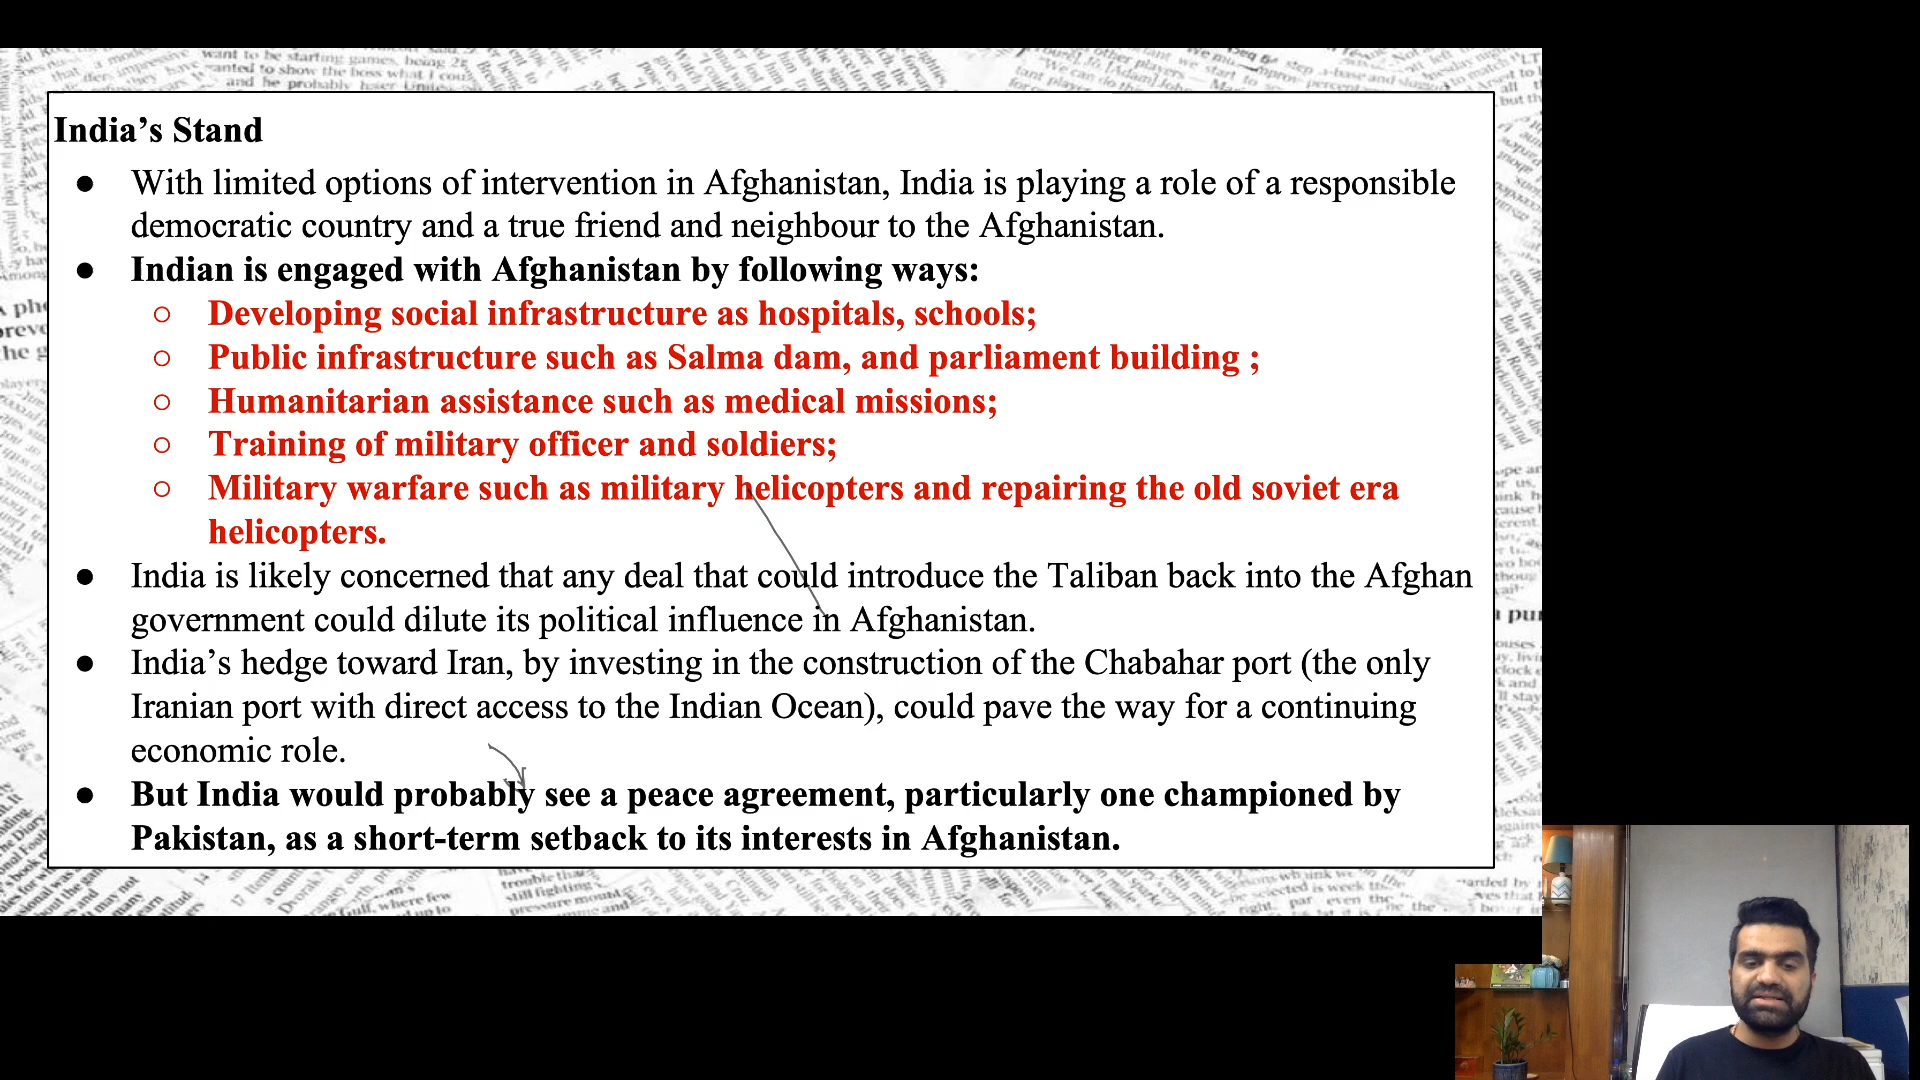 India’s Stand
● With limited options of intervention in Afghanistan, India is playing a role of a responsible
democratic country and a true friend and neighbour to the Afghanistan.
● Indian is engaged with Afghanistan by following ways:
○ Developing social infrastructure as hospitals, schools;
○ Public infrastructure such as Salma dam, and parliament building ;
○ Humanitarian assistance such as medical missions;
○ Training of military officer and soldiers;
○ Military warfare such as military helicopters and repairing the old soviet era
helicopters.
● India is likely concerned that any deal that could introduce the Taliban back into the Afghan
government could dilute its political influence in Afghanistan.
● India’s hedge toward Iran, by investing in the construction of the Chabahar port (the only
Iranian port with direct access to the Indian Ocean), could pave the way for a continuing
economic role.
● But India would probably see a peace agreement, particularly one championed by
Pakistan, as a short-term setback to its interests in Afghanistan.